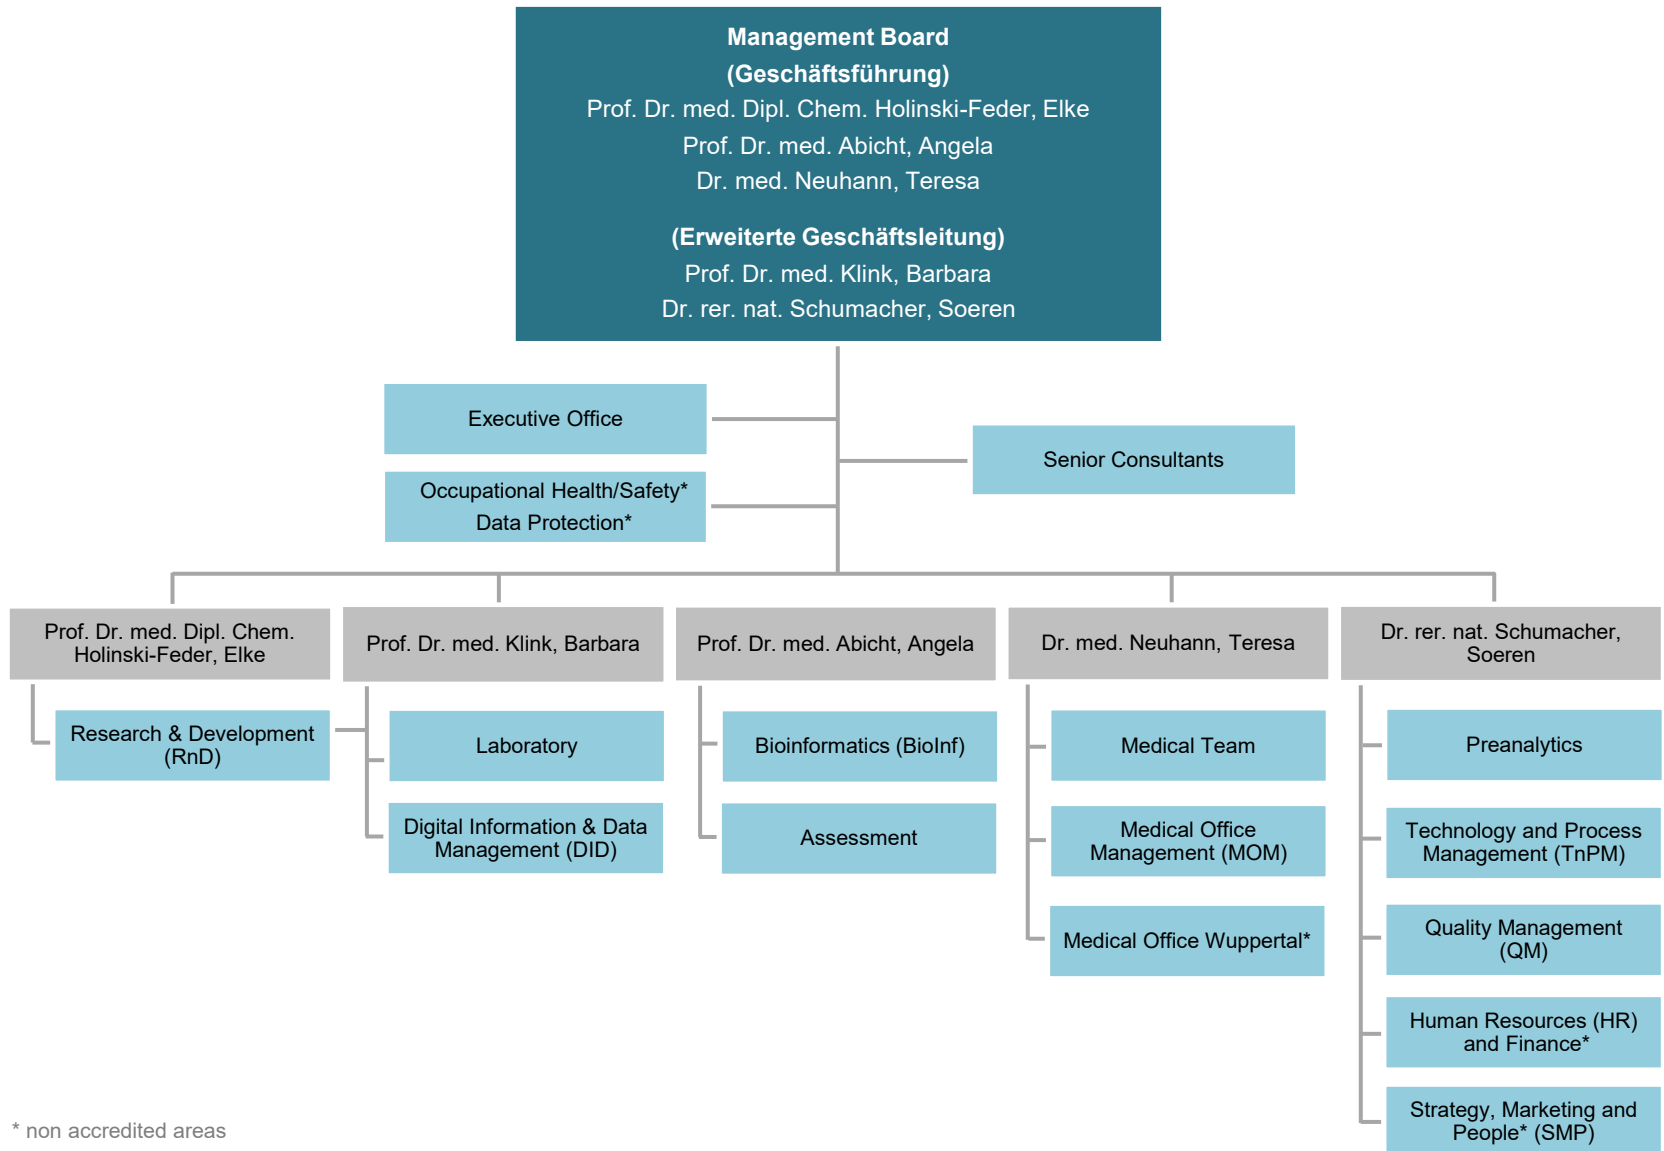 Management Board
(Geschäftsführung)
Prof. Dr. med. Dipl. Chem. Holinski-Feder, Elke
Prof. Dr. med. Abicht, Angela
Dr. med. Neuhann, Teresa
(Erweiterte Geschäftsleitung)
Prof. Dr. med. Klink, Barbara
Dr. rer. nat. Schumacher, Soeren
Executive Office
Senior Consultants
Occupational Health/Safety*
Data Protection*
Prof. Dr. med. Dipl. Chem.
Holinski-Feder, Elke
Prof. Dr. med. Klink, Barbara
Prof. Dr. med. Abicht, Angela
Dr. med. Neuhann, Teresa
Dr. rer. nat. Schumacher,
Soeren
Research & Development
(RnD)
Laboratory
Digital Information & Data
Management (DID)
Bioinformatics (BioInf)
Assessment
Medical Team
Medical Office
Management (MOM)
Medical Office Wuppertal*
Preanalytics
Technology and Process
Management (TnPM)
Quality Management
(QM)
Human Resources (HR)
and Finance*
Strategy, Marketing and
People* (SMP)
* non accredited areas